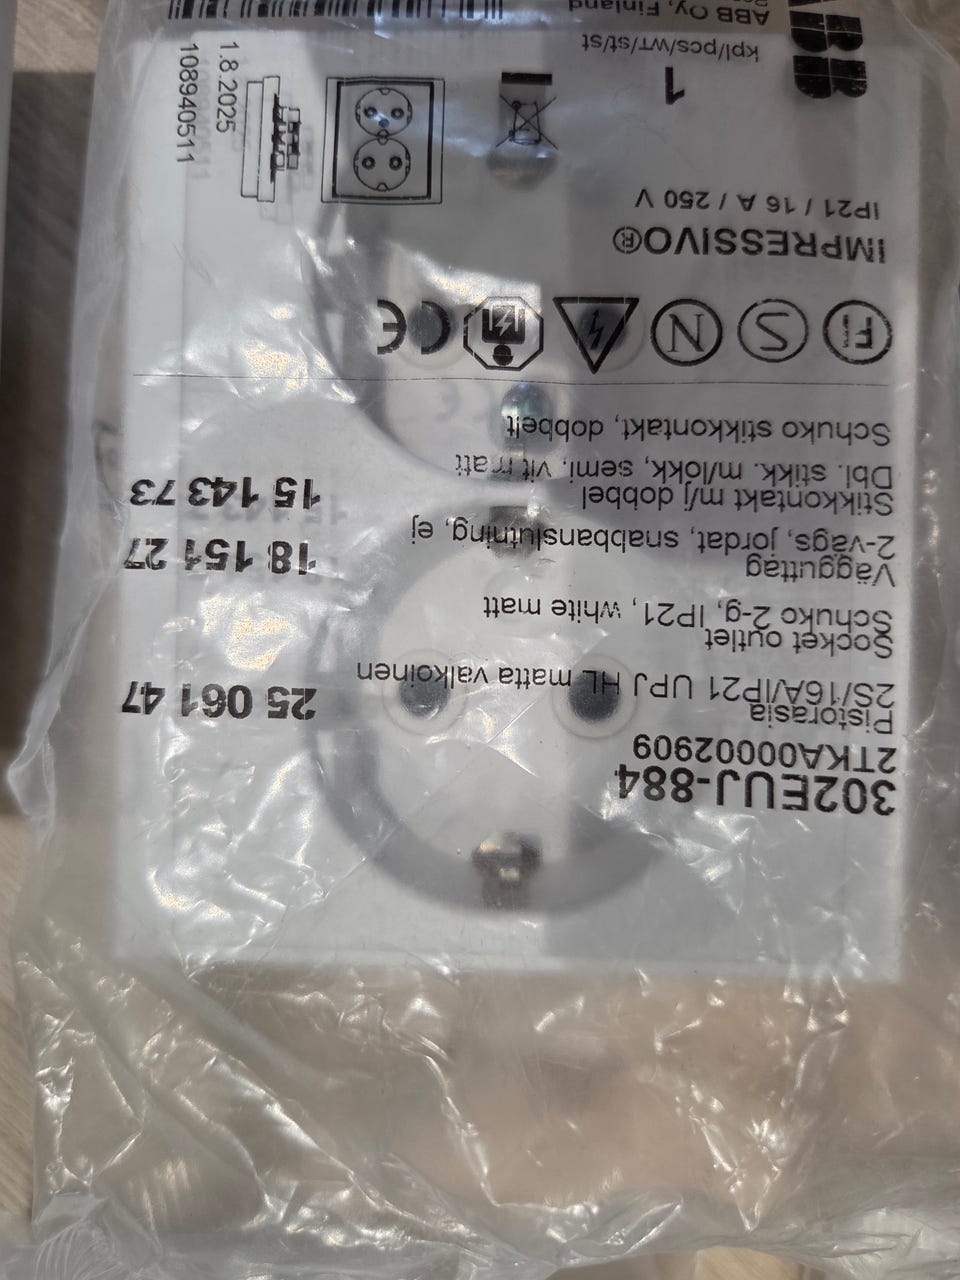 302EUJ-884
2TKA00002909
Pistorasia
2S/16A/IP21 UPJ HL matta valkoinen
25 061 47
Socket outlet
Schuko 2-g, IP21, white matt
Vägguttag
2-vägs, jordat, snabbanslutning, ej
18 151 27
Stikkontakt m/j dobbel
Dbl. stikk. m/lokk, semi, vit matt
15 143 73
Schuko stikkontakt, dobbelt
FI S N CE
IMPRESSIVO®
IP21 / 16 A / 250 V
1
kpl/pcs/WT/st/st
1.8.2025
108940511
ABB Oy, Finland